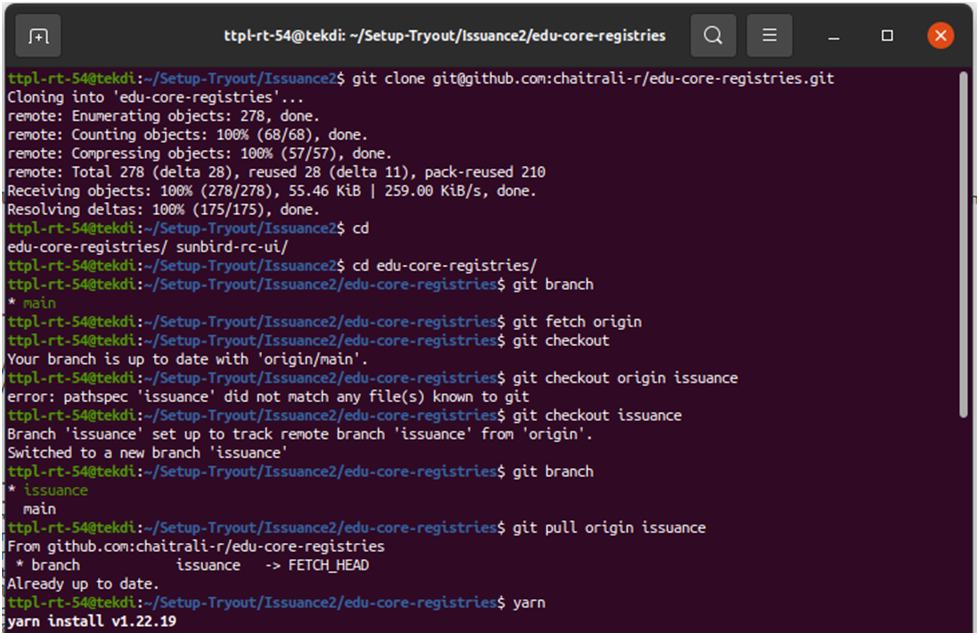 ttpl-rt-54@tekdi: ~/Setup-Tryout/Issuance2/edu-core-registries
ttpl-rt-54@tekdi:~/Setup-Tryout/Issuance2$ git clone git@github.com:chaitrali-r/edu-core-registries.git
Cloning into 'edu-core-registries'...
remote: Enumerating objects: 278, done.
remote: Counting objects: 100% (68/68), done.
remote: Compressing objects: 100% (57/57), done.
remote: Total 278 (delta 28), reused 28 (delta 11), pack-reused 210
Receiving objects: 100% (278/278), 55.46 KiB | 259.00 KiB/s, done.
Resolving deltas: 100% (175/175), done.
ttpl-rt-54@tekdi:~/Setup-Tryout/Issuance2$ cd
edu-core-registries/ sunbird-rc-ui/
ttpl-rt-54@tekdi:~/Setup-Tryout/Issuance2$ cd edu-core-registries/
ttpl-rt-54@tekdi:~/Setup-Tryout/Issuance2/edu-core-registries$ git branch
* main
ttpl-rt-54@tekdi:~/Setup-Tryout/Issuance2/edu-core-registries$ git fetch origin
ttpl-rt-54@tekdi:~/Setup-Tryout/Issuance2/edu-core-registries$ git checkout
Your branch is up to date with 'origin/main'.
ttpl-rt-54@tekdi:~/Setup-Tryout/Issuance2/edu-core-registries$ git checkout origin issuance
error: pathspec 'issuance' did not match any file(s) known to git
ttpl-rt-54@tekdi:~/Setup-Tryout/Issuance2/edu-core-registries$ git checkout issuance
Branch 'issuance' set up to track remote branch 'issuance' from 'origin'.
Switched to a new branch 'issuance'
ttpl-rt-54@tekdi:~/Setup-Tryout/Issuance2/edu-core-registries$ git branch
* issuance
  main
ttpl-rt-54@tekdi:~/Setup-Tryout/Issuance2/edu-core-registries$ git pull origin issuance
From github.com:chaitrali-r/edu-core-registries
 * branch            issuance   -> FETCH_HEAD
Already up to date.
ttpl-rt-54@tekdi:~/Setup-Tryout/Issuance2/edu-core-registries$ yarn
yarn install v1.22.19